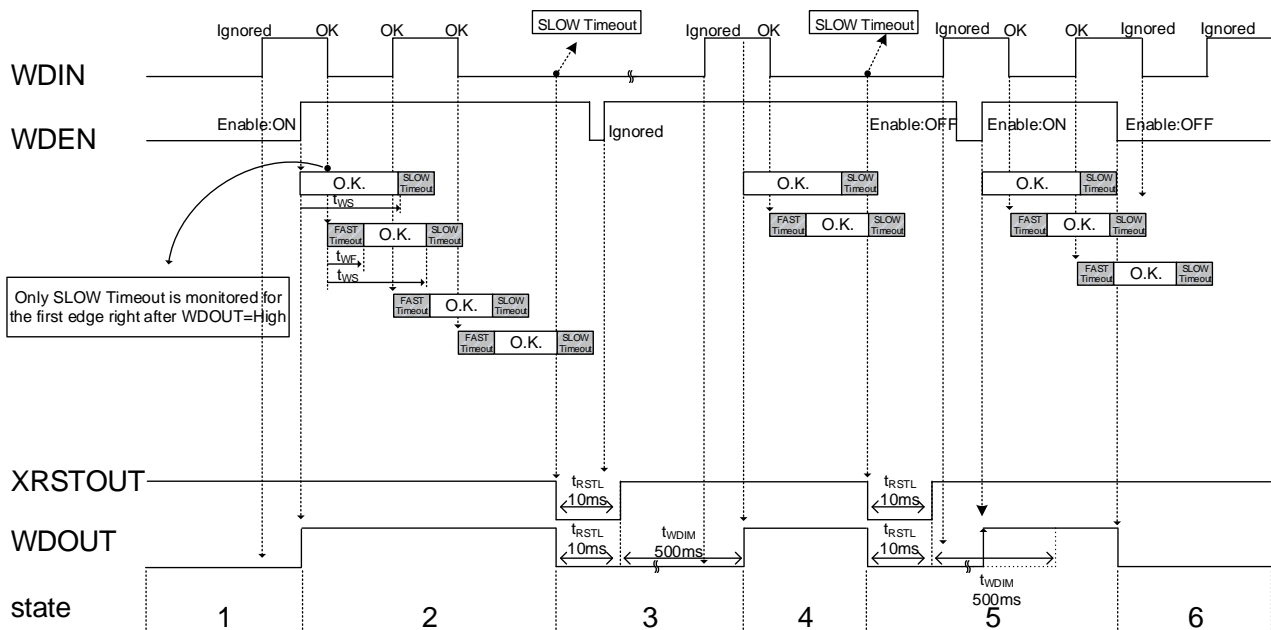 SLOW Timeout
SLOW Timeout
Ignored OK OK OK Ignored OK Ignored OK OK Ignored Ignored
WDIN
WDEN
Enable:ON
Ignored
Enable:OFF
Enable:ON
Enable:OFF
O.K.
SLOW
Timeout
tWS
FAST
Timeout
O.K.
SLOW
Timeout
tWF
tWS
FAST
Timeout
O.K.
SLOW
Timeout
FAST
Timeout
O.K.
SLOW
Timeout
Only SLOW Timeout is monitored for
the first edge right after WDOUT=High
O.K.
SLOW
Timeout
FAST
Timeout
O.K.
SLOW
Timeout
O.K.
SLOW
Timeout
FAST
Timeout
O.K.
SLOW
Timeout
FAST
Timeout
O.K.
SLOW
Timeout
XRSTOUT
tRSTL
10ms
tRSTL
10ms
WDOUT
tRSTL
10ms
tWDIM
500ms
tRSTL
10ms
tWDIM
500ms
state
1 2 3 4 5 6